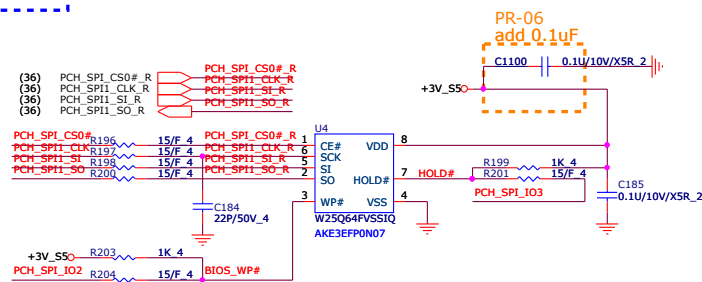 PR-06
add 0.1uF
C1100
0.1U/10V/X5R_2
+3V_S5
(36) PCH_SPI_CS0#_R
(36) PCH_SPI1_CLK_R
(36) PCH_SPI1_SI_R
(36) PCH_SPI1_SO_R
PCH_SPI_CS0#_R
PCH_SPI1_CLK_R
PCH_SPI1_SI_R
PCH_SPI1_SO_R
PCH_SPI_CS0# R196 15/F_4 PCH_SPI_CS0#_R 1
PCH_SPI1_CLK R197 15/F_4 PCH_SPI1_CLK_R 6
PCH_SPI1_SI R198 15/F_4 PCH_SPI1_SI_R 5
PCH_SPI1_SO R200 15/F_4 PCH_SPI1_SO_R 2
3
U4
CE#
SCK
SI
SO
WP#
VDD
HOLD#
VSS
W25Q64FVSSIQ
AKE3EFP0N07
8
7
4
HOLD#
R199 1K_4
R201 15/F_4
PCH_SPI_IO3
C185
0.1U/10V/X5R_2
C184
22P/50V_4
+3V_S5 R203 1K_4
PCH_SPI_IO2 R204 15/F_4 BIOS_WP#